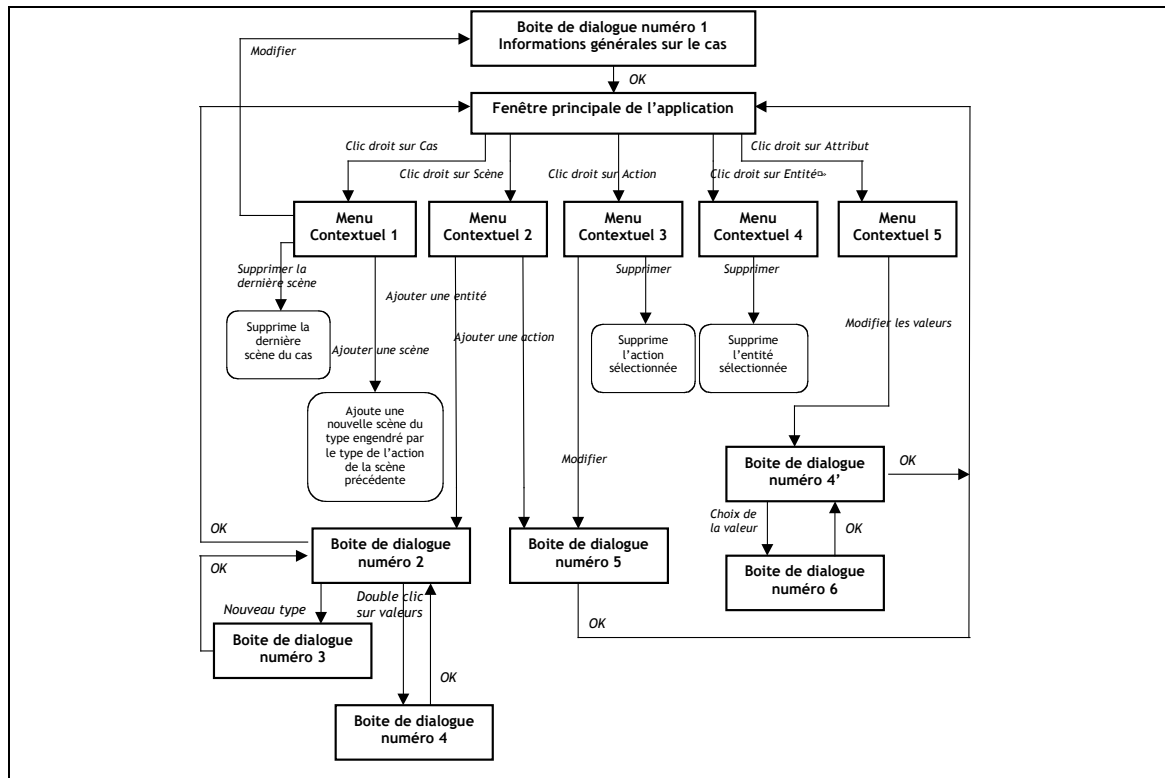 Boite de dialogue numéro 1
Informations générales sur le cas
Modifier
OK
Fenêtre principale de l'application
Clic droit sur Cas
Clic droit sur Scène
Clic droit sur Action
Clic droit sur Entité
Clic droit sur Attribut
Menu
Contextuel 1
Menu
Contextuel 2
Menu
Contextuel 3
Menu
Contextuel 4
Menu
Contextuel 5
Supprimer la
dernière scène
Ajouter une entité
Supprimer
Supprimer
Supprime la
dernière
scène du cas
Ajouter une scène
Ajouter une action
Supprime
l'action
sélectionnée
Supprime
l'entité
sélectionnée
Modifier les valeurs
Ajoute une
nouvelle scène du
type engendré par
le type de l'action
de la scène
précédente
Modifier
Boite de dialogue
numéro 4'
OK
Choix de
la valeur
OK
OK
Boite de dialogue
numéro 2
Boite de dialogue
numéro 5
Boite de dialogue
numéro 6
OK
Nouveau type
Double clic
sur valeurs
OK
Boite de dialogue
numéro 3
OK
Boite de dialogue
numéro 4